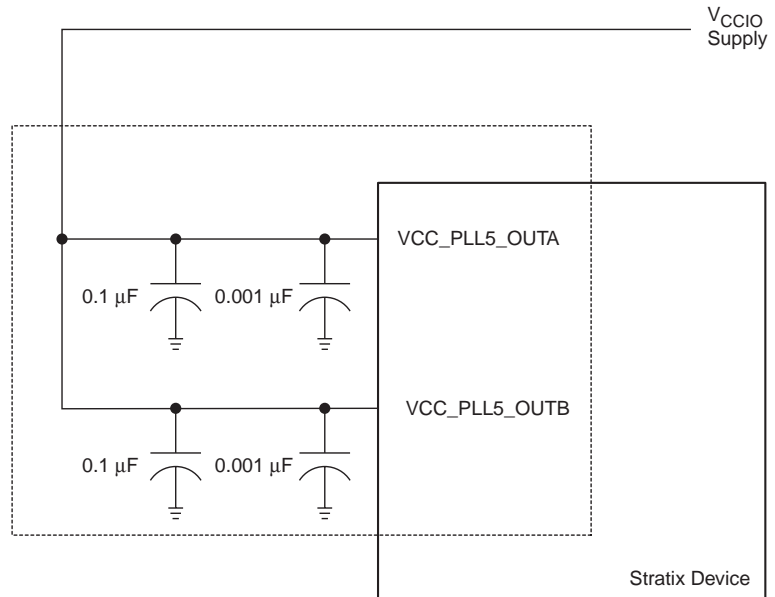 VCCIO
Supply
VCC_PLL5_OUTA
0.1 μF 0.001 μF
VCC_PLL5_OUTB
0.1 μF 0.001 μF
Stratix Device